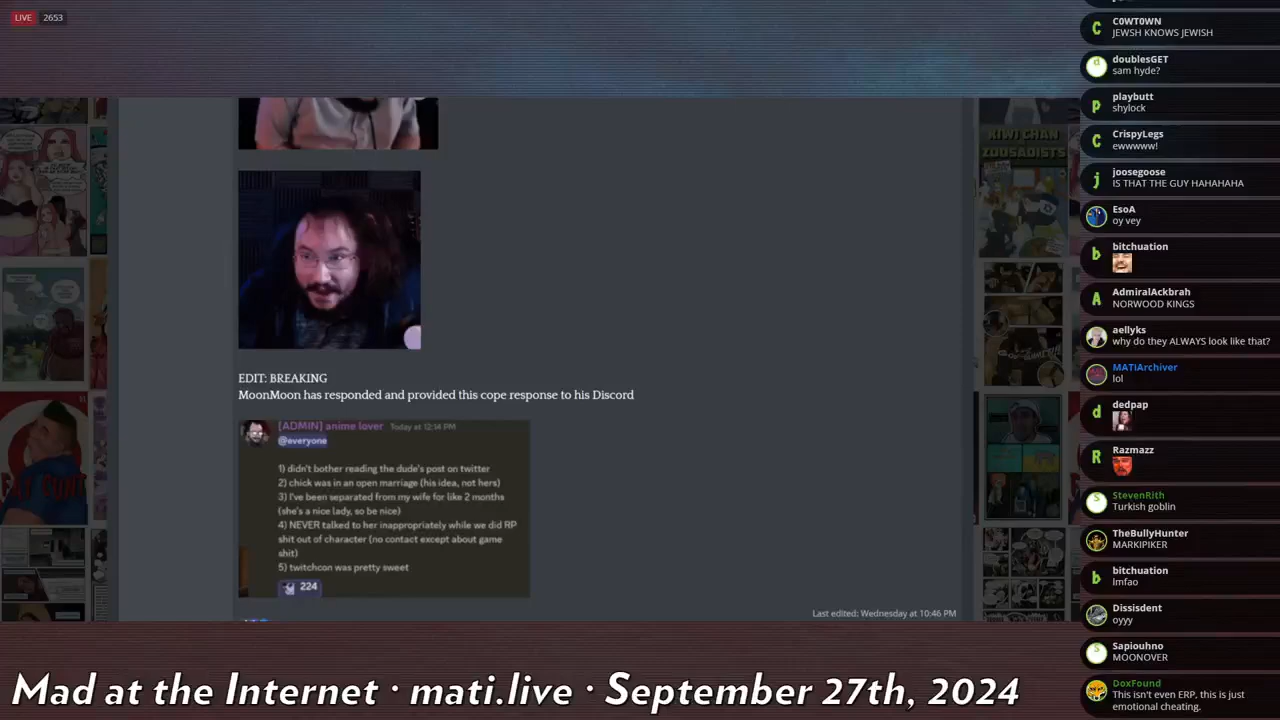 LIVE 2653
KIWI CHAN
ZOOSADISTS
EDIT: BREAKING
MoonMoon has responded and provided this cope response to his Discord
[ADMIN] anime lover Today at 12:14 PM
@everyone
1) didn't bother reading the dude's post on twitter
2) chick was in an open marriage (his idea, not hers)
3) I've been separated from my wife for like 2 months
(she's a nice lady, so be nice)
4) NEVER talked to her inappropriately while we did RP
shit out of character (no contact except about game
shit)
5) twitchcon was pretty sweet
224
Last edited: Wednesday at 10:46 PM
C0WT0WN
JEWSH KNOWS JEWISH
doublesGET
sam hyde?
playbutt
shylock
CrispyLegs
ewwwww!
joosegoose
IS THAT THE GUY HAHAHAHA
EsoA
oy vey
bitchuation
AdmiralAckbrah
NORWOOD KINGS
aellyks
why do they ALWAYS look like that?
MATIArchiver
lol
dedpap
Razmazz
StevenRith
Turkish goblin
TheBullyHunter
MARKIPIKER
bitchuation
lmfao
Dissisdent
oyyy
Sapiouhno
MOONOVER
DoxFound
This isn't even ERP, this is just
emotional cheating.
Mad at the Internet · mati.live · September 27th, 2024